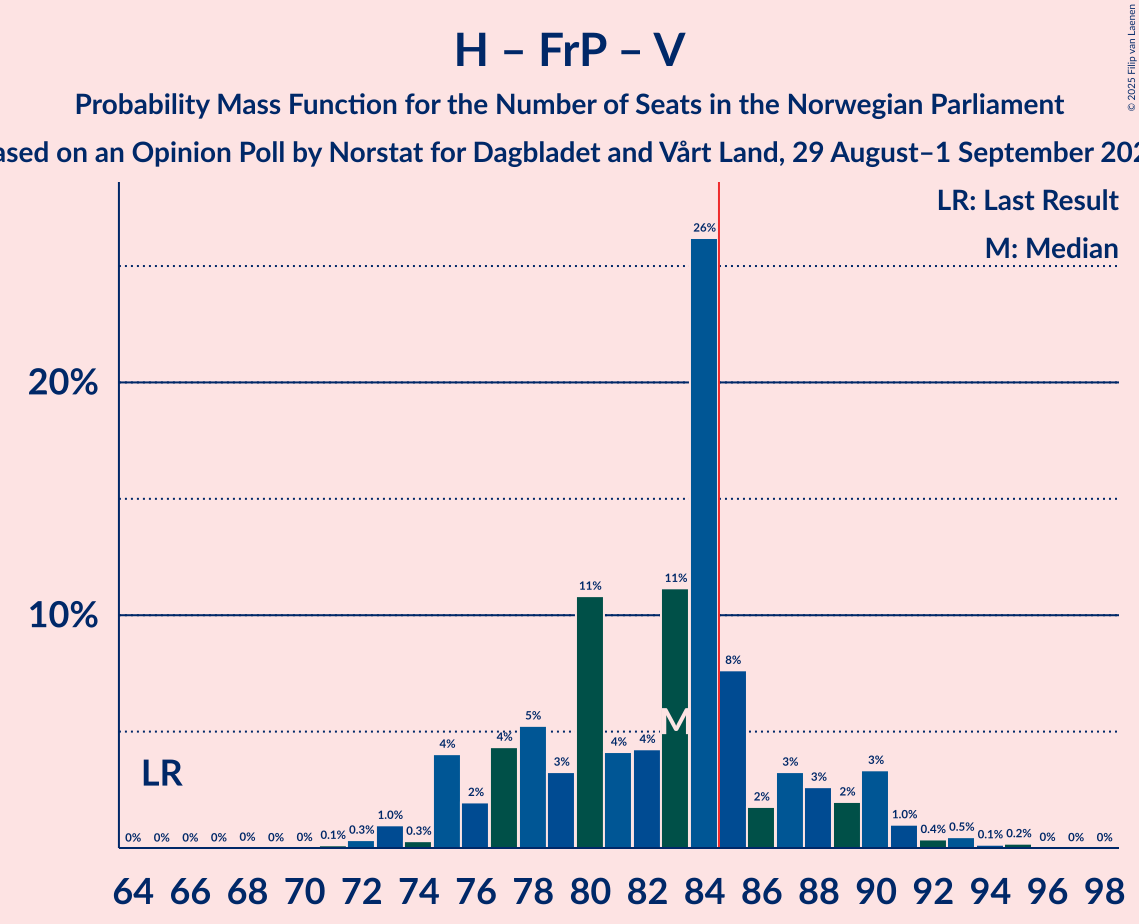 H – FrP – V
Probability Mass Function for the Number of Seats in the Norwegian Parliament
ased on an Opinion Poll by Norstat for Dagbladet and Vårt Land, 29 August–1 September 202
© 2025 Filip van Laenen
LR: Last Result
M: Median
20%
10%
LR
M
0% 0% 0% 0% 0% 0% 0% 0.1% 0.3% 1.0% 0.3% 4% 2% 4% 5% 3% 11% 4% 4% 11% 26% 8% 2% 3% 3% 2% 3% 1.0% 0.4% 0.5% 0.1% 0.2% 0% 0% 0%
64 66 68 70 72 74 76 78 80 82 84 86 88 90 92 94 96 98